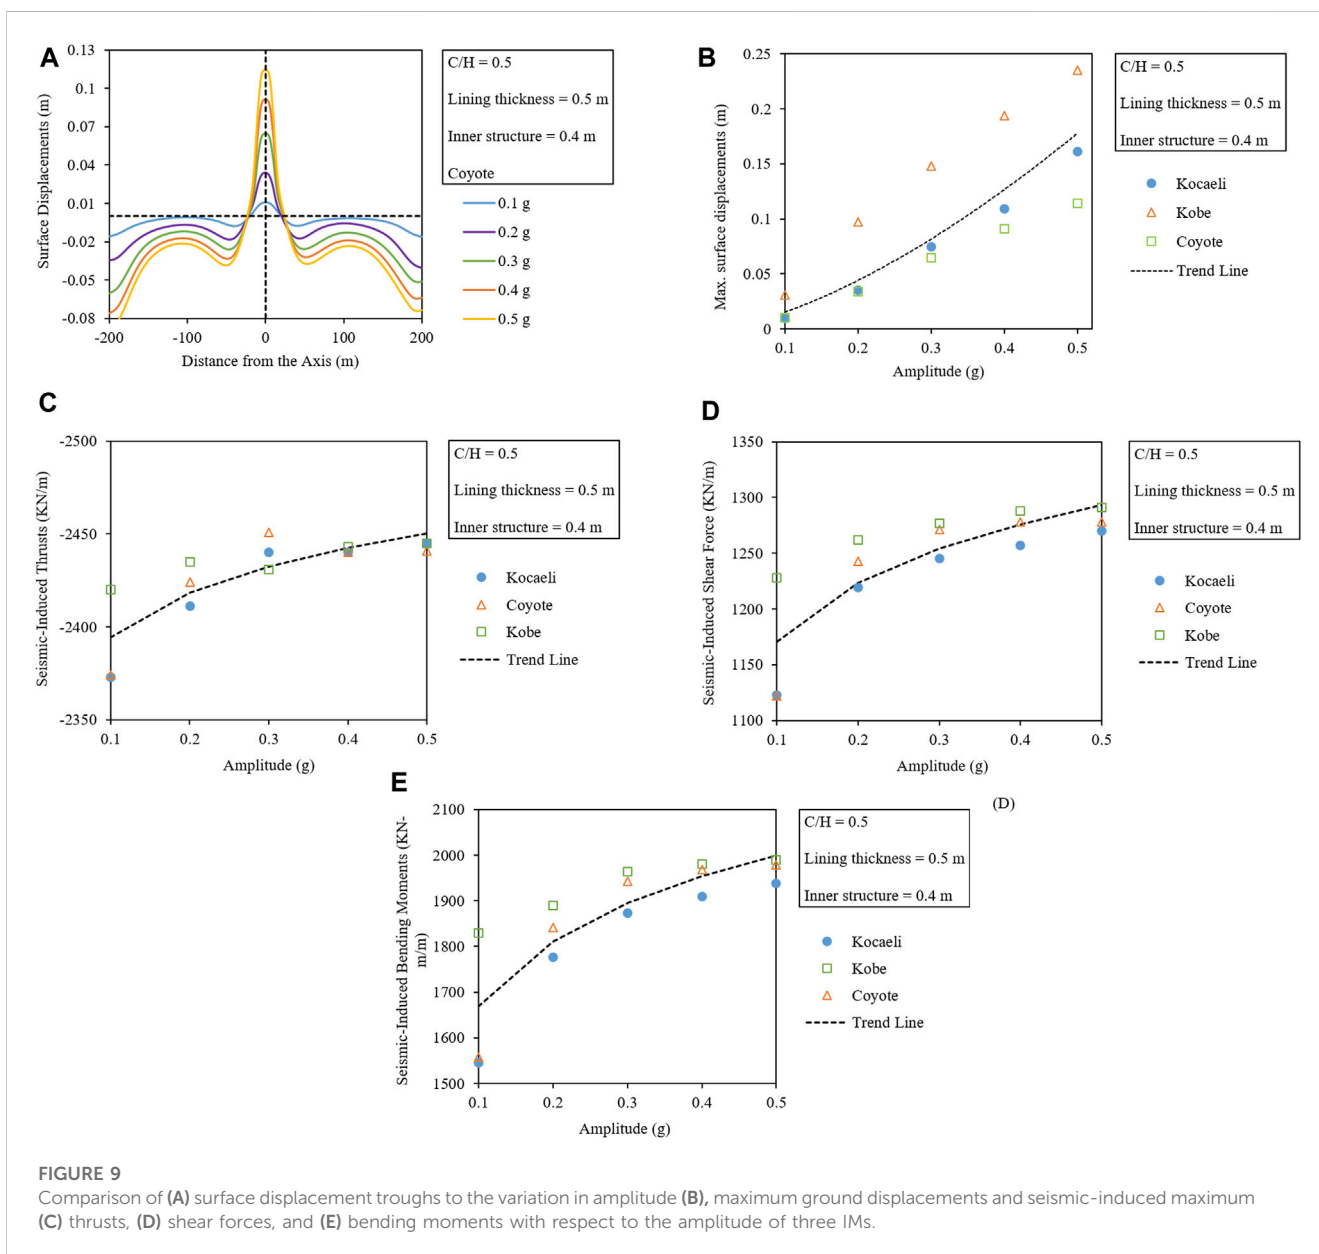 A
0.13
0.1
0.07
0.04
0.01
-0.02
-0.05
-0.08
Surface Displacements (m)
-200
-100
0
100
200
Distance from the Axis (m)
C/H = 0.5
Lining thickness = 0.5 m
Inner structure = 0.4 m
Coyote
0.1 g
0.2 g
0.3 g
0.4 g
0.5 g
B
0.25
0.2
0.15
0.1
0.05
0
Max. surface displacements (m)
0.1
0.2
0.3
0.4
0.5
Amplitude (g)
C/H = 0.5
Lining thickness = 0.5 m
Inner structure = 0.4 m
Kocaeli
Kobe
Coyote
Trend Line
C
-2500
-2450
-2400
-2350
Seismic-Induced Thrusts (KN/m)
0.1
0.2
0.3
0.4
0.5
Amplitude (g)
C/H = 0.5
Lining thickness = 0.5 m
Inner structure = 0.4 m
Kocaeli
Coyote
Kobe
Trend Line
D
1350
1300
1250
1200
1150
1100
Seismic-Induced Shear Force (KN/m)
0.1
0.2
0.3
0.4
0.5
Amplitude (g)
C/H = 0.5
Lining thickness = 0.5 m
Inner structure = 0.4 m
Kocaeli
Coyote
Kobe
Trend Line
(D)
E
2100
2000
1900
1800
1700
1600
1500
Seismic-Induced Bending Moments (KN-
m/m)
0.1
0.2
0.3
0.4
0.5
Amplitude (g)
C/H = 0.5
Lining thickness = 0.5 m
Inner structure = 0.4 m
Kocaeli
Kobe
Coyote
Trend Line
FIGURE 9
Comparison of (A) surface displacement troughs to the variation in amplitude (B), maximum ground displacements and seismic-induced maximum
(C) thrusts, (D) shear forces, and (E) bending moments with respect to the amplitude of three IMs.